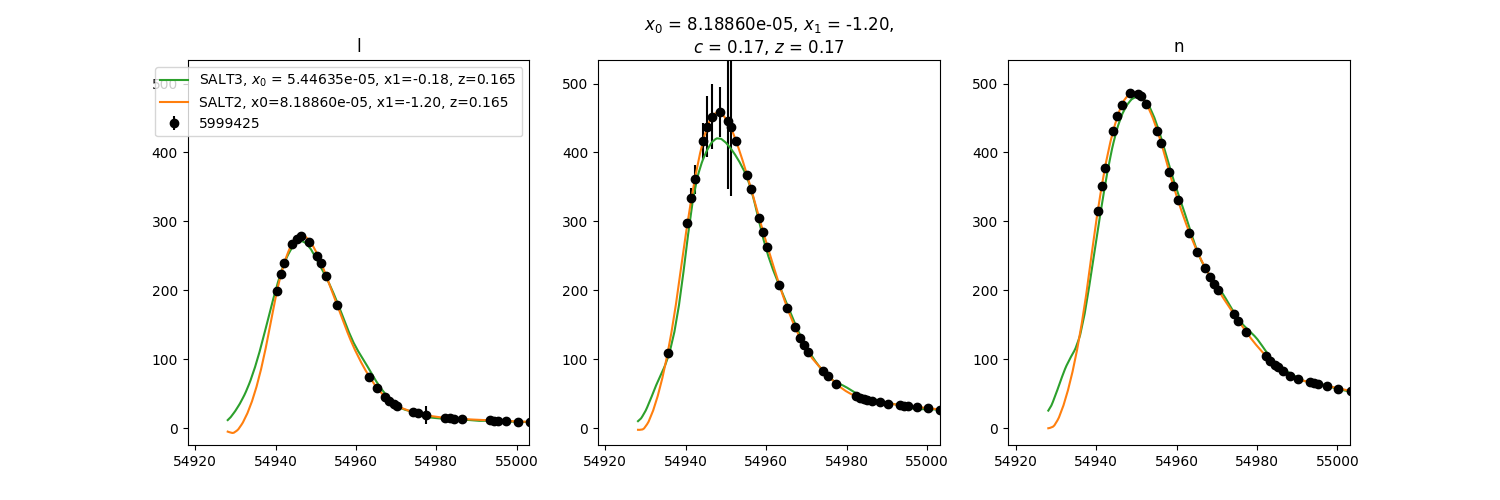 l
x₀ = 8.18860e-05, x₁ = -1.20,
c = 0.17, z = 0.17
n
SALT3, x₀ = 5.44635e-05, x1=-0.18, z=0.165
SALT2, x0=8.18860e-05, x1=-1.20, z=0.165
5999425
500
400
300
200
100
0
54920 54940 54960 54980 55000
500
400
300
200
100
0
54920 54940 54960 54980 55000
500
400
300
200
100
0
54920 54940 54960 54980 55000